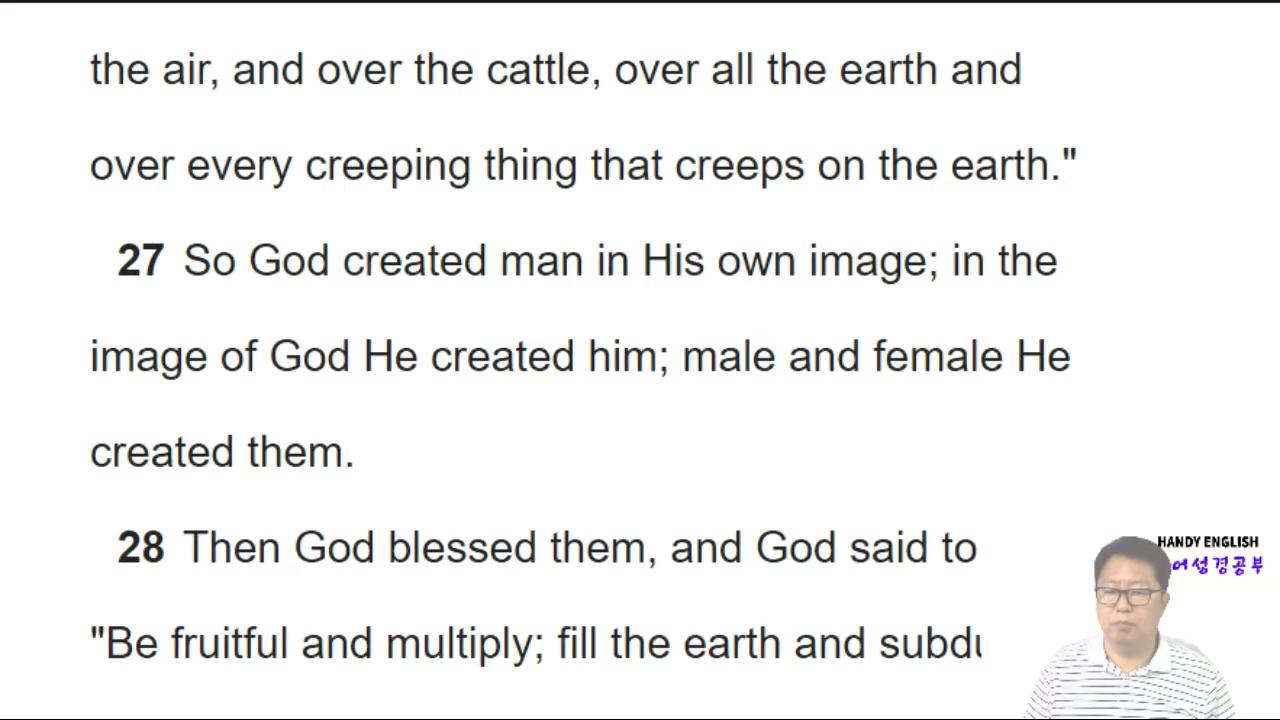 the air, and over the cattle, over all the earth and
over every creeping thing that creeps on the earth."
27 So God created man in His own image; in the
image of God He created him; male and female He
created them.
28 Then God blessed them, and God said to
"Be fruitful and multiply; fill the earth and
HANDY ENGLISH
어성경공부